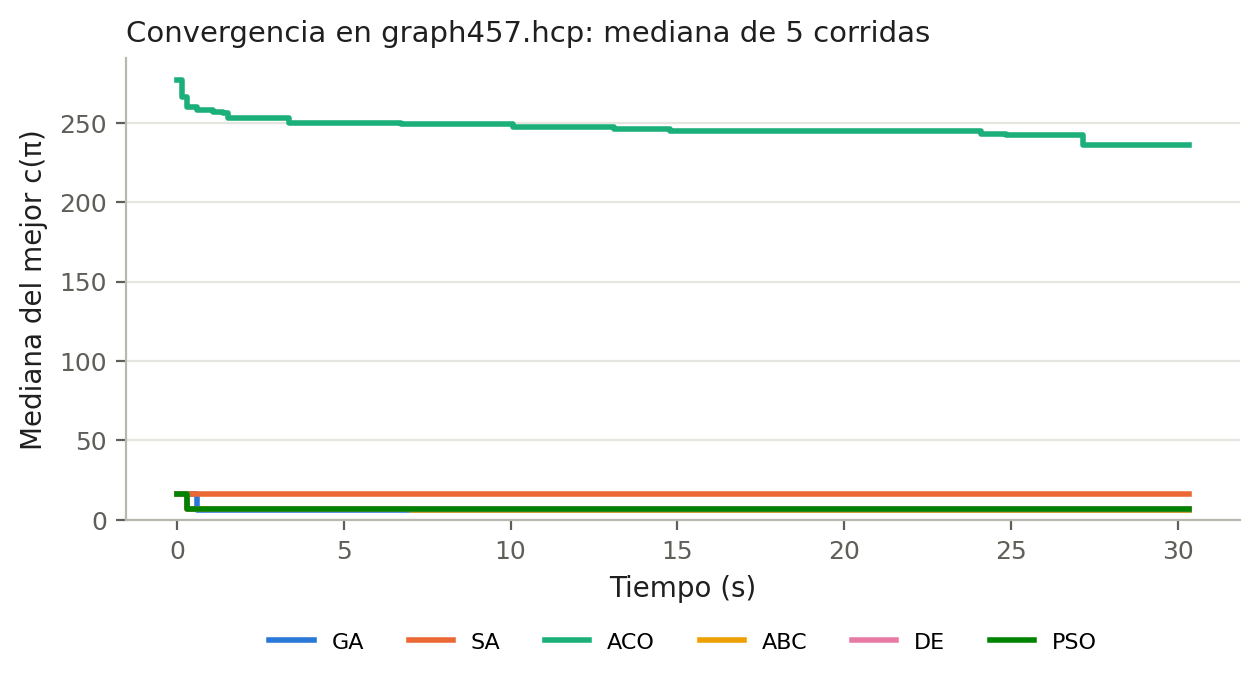 Convergencia en graph457.hcp: mediana de 5 corridas
Mediana del mejor c(π)
250
200
150
100
50
0
0 5 10 15 20 25 30
Tiempo (s)
GA SA ACO ABC DE PSO